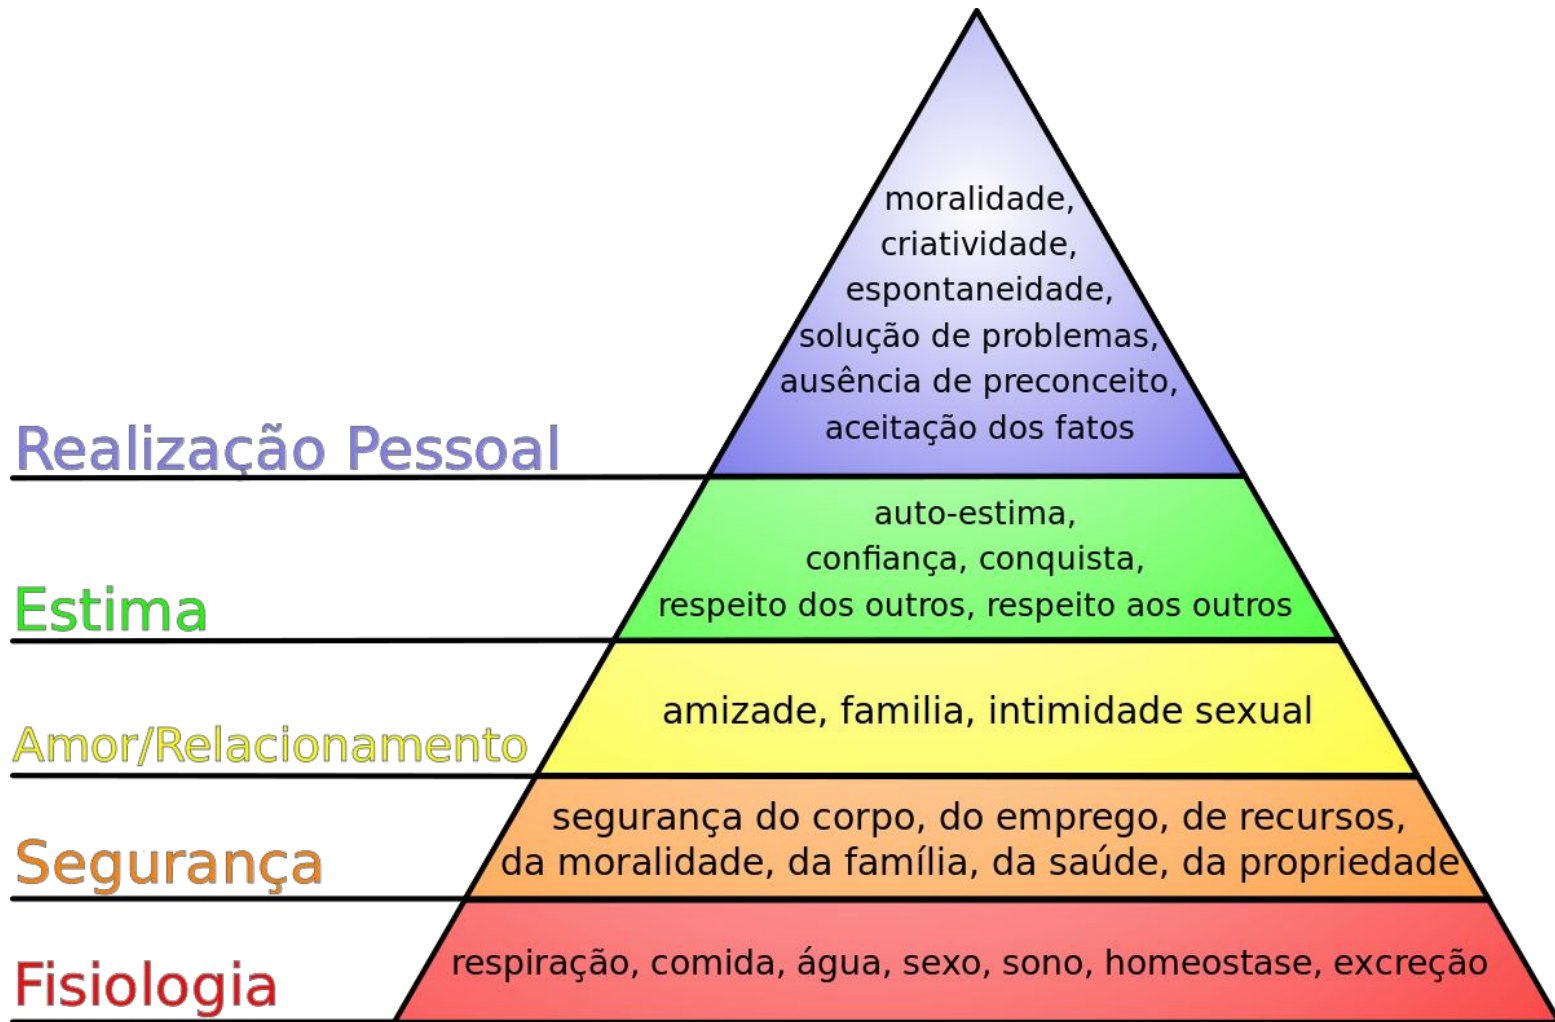 moralidade,
criatividade,
espontaneidade,
solução de problemas,
ausência de preconceito,
aceitação dos fatos
Realização Pessoal
auto-estima,
confiança, conquista,
respeito dos outros, respeito aos outros
Estima
amizade, familia, intimidade sexual
Amor/Relacionamento
segurança do corpo, do emprego, de recursos,
da moralidade, da família, da saúde, da propriedade
Segurança
respiração, comida, água, sexo, sono, homeostase, excreção
Fisiologia